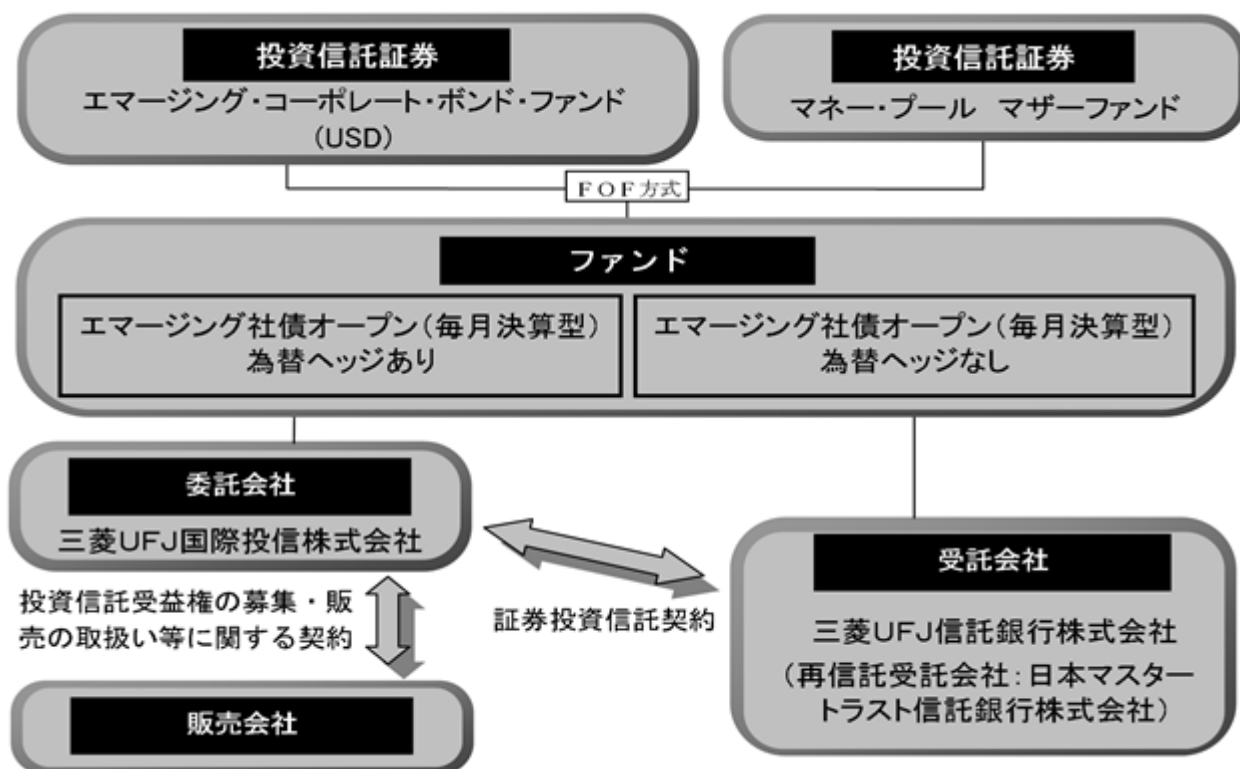 投資信託証券
エマージング・コーポレート・ボンド・ファンド
(USD)
投資信託証券
マネー・プール　マザーファンド
FOF方式
ファンド
エマージング社債オープン（毎月決算型）
為替ヘッジあり
エマージング社債オープン（毎月決算型）
為替ヘッジなし
委託会社
三菱UFJ国際投信株式会社
投資信託受益権の募集・販
売の取扱い等に関する契約
証券投資信託契約
受託会社
三菱UFJ信託銀行株式会社
（再信託受託会社：日本マスター
トラスト信託銀行株式会社）
販売会社